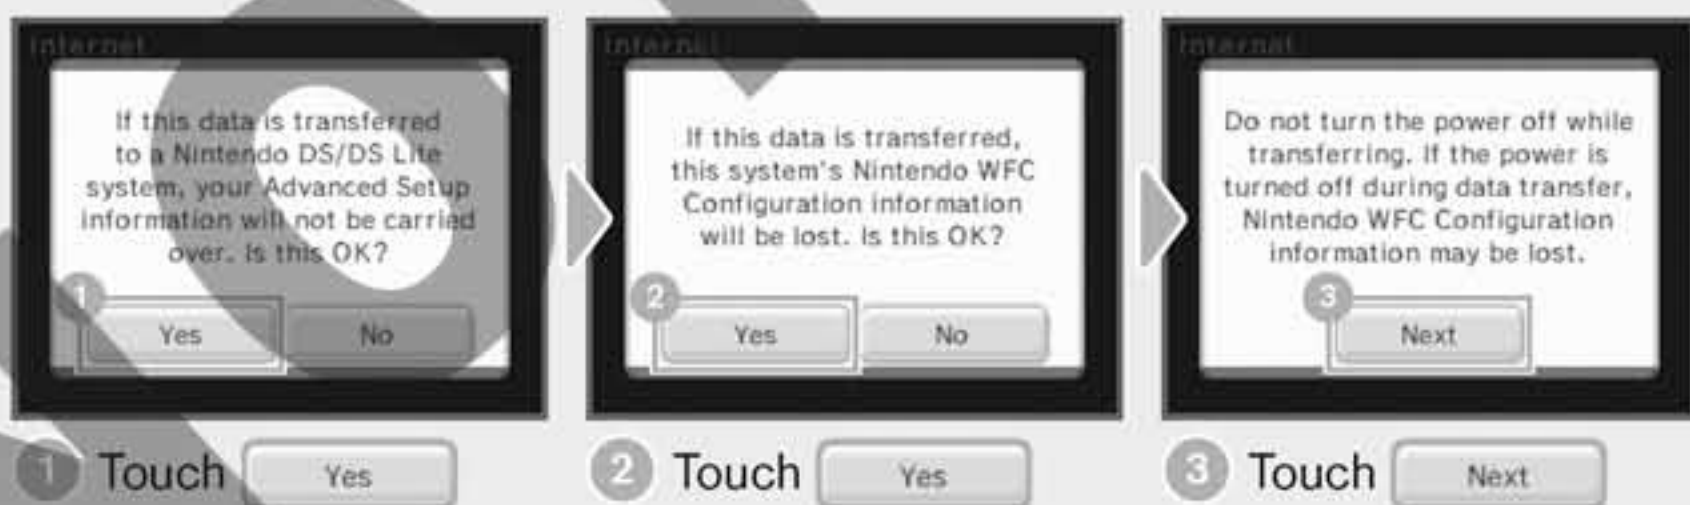 Internet
If this data is transferred
to a Nintendo DS/DS Lite
system, your Advanced Setup
information will not be carried
over. Is this OK?
1
Yes
No
Internet
If this data is transferred,
this system's Nintendo WFC
Configuration information
will be lost. Is this OK?
2
Yes
No
Internet
Do not turn the power off while
transferring. If the power is
turned off during data transfer,
Nintendo WFC Configuration
information may be lost.
3
Next
1 Touch Yes
2 Touch Yes
3 Touch Next